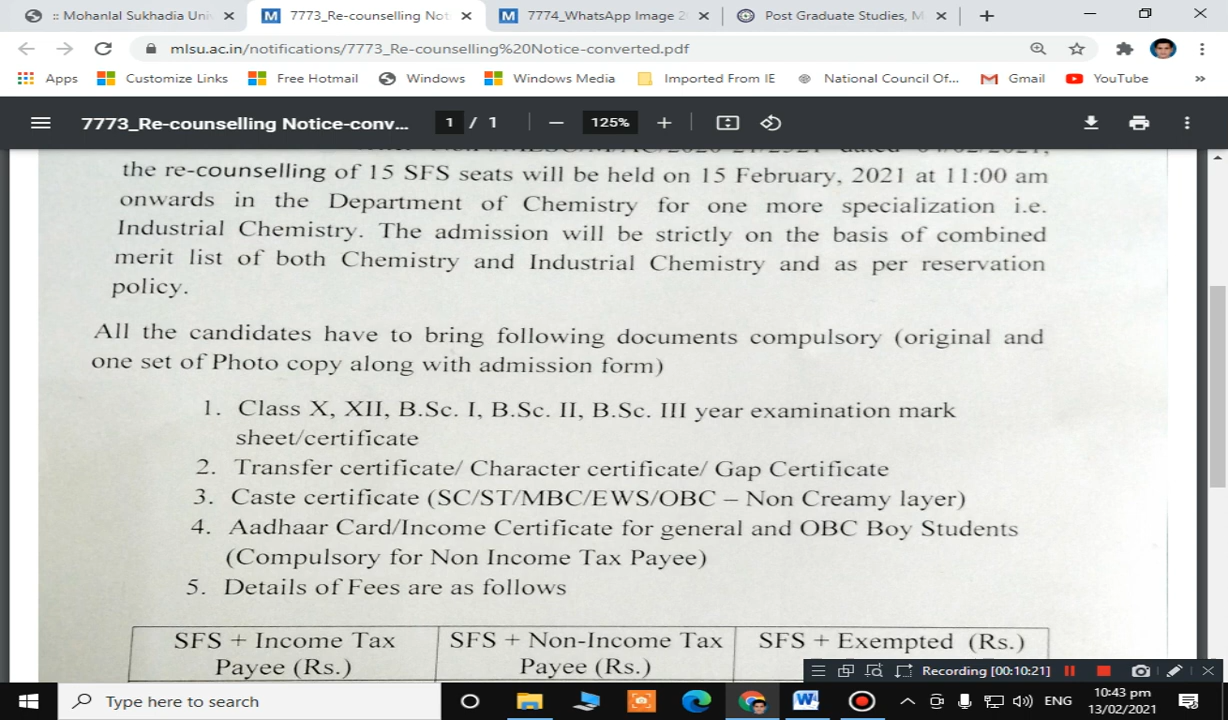 :: Mohanlal Sukhadia Uni
7773_Re-counselling Not
7774_WhatsApp Image 2
Post Graduate Studies, M
mlsu.ac.in/notifications/7773_Re-counselling%20Notice-converted.pdf
Apps
Customize Links
Free Hotmail
Windows
Windows Media
Imported From IE
National Council Of...
Gmail
YouTube
»
7773_Re-counselling Notice-conv...
1 / 1
125%
the re-counselling of 15 SFS seats will be held on 15 February, 2021 at 11:00 am
onwards in the Department of Chemistry for one more specialization i.e.
Industrial Chemistry. The admission will be strictly on the basis of combined
merit list of both Chemistry and Industrial Chemistry and as per reservation
policy.
All the candidates have to bring following documents compulsory (original and
one set of Photo copy along with admission form)
1. Class X, XII, B.Sc. I, B.Sc. II, B.Sc. III year examination mark
sheet/certificate
2. Transfer certificate/ Character certificate/ Gap Certificate
3. Caste certificate (SC/ST/MBC/EWS/OBC – Non Creamy layer)
4. Aadhaar Card/Income Certificate for general and OBC Boy Students
(Compulsory for Non Income Tax Payee)
5. Details of Fees are as follows
SFS + Income Tax
Payee (Rs.)
SFS + Non-Income Tax
Payee (Rs.)
SFS + Exempted (Rs.)
Recording [00:10:21]
Type here to search
ENG
10:43 pm
13/02/2021